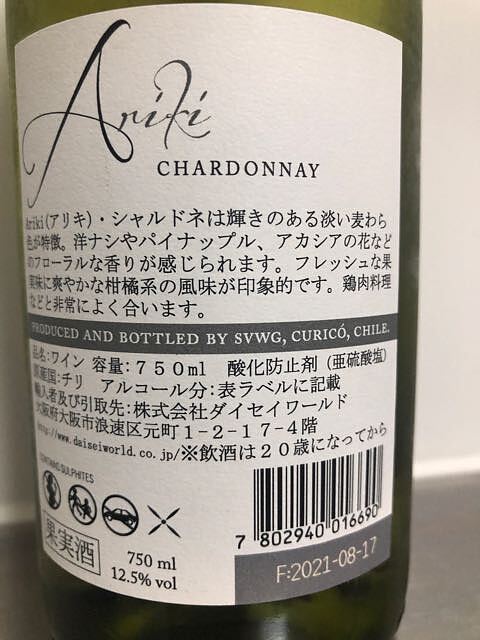 Ariki
CHARDONNAY
Ariki(アリキ)・シャルドネは輝きのある淡い麦わら
色が特徴。洋ナシやパイナップル、アカシアの花など
のフローラルな香りが感じられます。フレッシュな果
実味に爽やかな柑橘系の風味が印象的です。鶏肉料理
などと非常によく合います。
PRODUCED AND BOTTLED BY SVWG, CURICÓ, CHILE.
品名:ワイン 容量:750ml 酸化防止剤(亜硫酸塩)
原産国:チリ アルコール分:表ラベルに記載
輸入者及び引取先:株式会社ダイセイワールド
大阪府大阪市浪速区元町1-2-17-4階
http://www.daiseiworld.co.jp/※飲酒は20歳になってから
CONTAINS SULPHITES
果実酒
750 ml
12.5% vol
7 802940 016690
F:2021-08-17